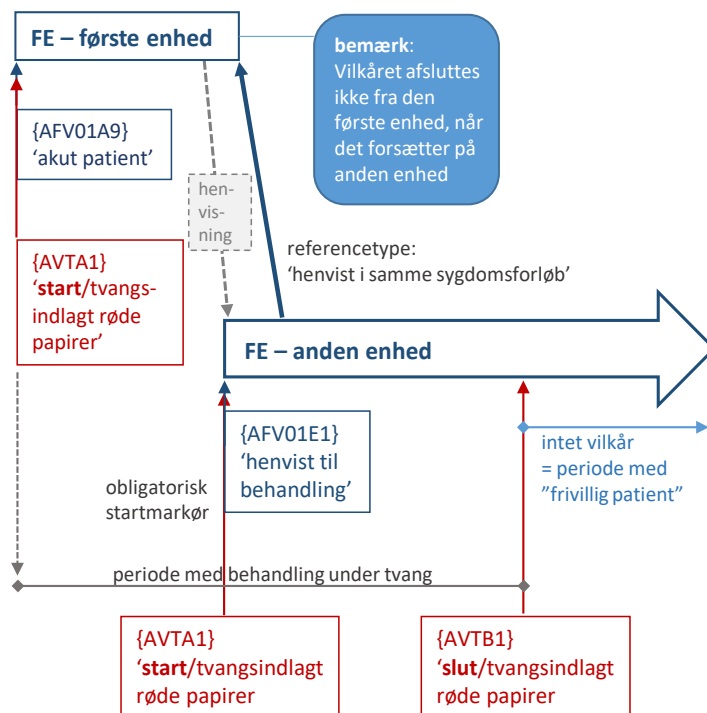 FE – første enhed
bemærk:
Vilkåret afsluttes
ikke fra den
første enhed, når
det forsætter på
anden enhed
{AFV01A9}
‘akut patient’
hen-
vis-
ning
{AVTA1}
‘start/tvangs-
indlagt røde
papirer’
referencetype:
‘henvist i samme sygdomsforløb’
FE – anden enhed
{AFV01E1}
‘henvist til
behandling’
obligatorisk
startmarkør
intet vilkår
= periode med
”frivillig patient”
periode med behandling under tvang
{AVTA1}
‘start/tvangsindlagt
røde papirer
{AVTB1}
‘slut/tvangsindlagt
røde papirer